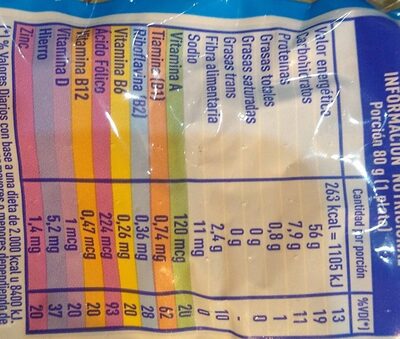 INFORMACIÓN NUTRICIONAL
Porción 80 g (1 plato)
Cantidad por porción %VD(*)
Valor energético 263 kcal = 1105 kJ 13
Carbohidratos 56 g 19
Proteínas 7,9 g 11
Grasas totales 0,8 g 1
Grasas saturadas 0 g 0
Grasas trans 0 g -
Fibra alimentaria 2,4 g 10
Sodio 11 mg 0
Vitamina A 120 mcg 20
Tiamina (B1) 0,74 mg 62
Riboflavina (B2) 0,36 mg 28
Vitamina B6 0,26 mg 20
Ácido Fólico 224 mcg 93
Vitamina B12 0,47 mcg 20
Vitamina D 1 mcg 20
Hierro 5,2 mg 37
Zinc 1,4 mg 20
(*) % Valores Diarios con base a una dieta de 2.000 kcal u 8400 kJ.
mayores o menores dependiendo de